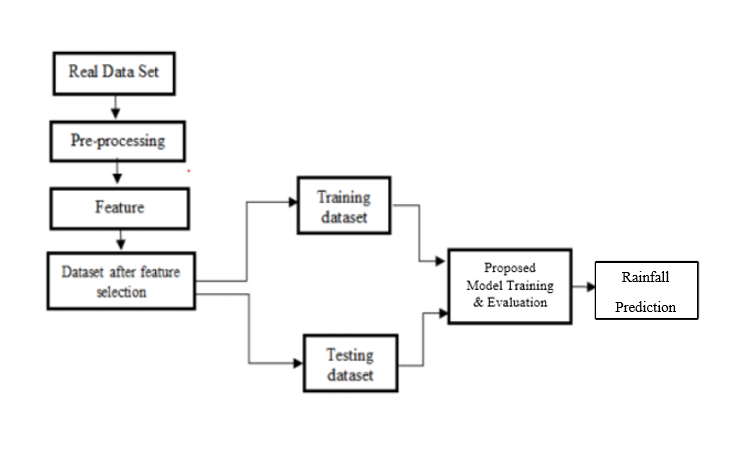 Real Data Set
Pre-processing
Feature
Dataset after feature
selection
Training
dataset
Testing
dataset
Proposed
Model Training
& Evaluation
Rainfall
Prediction